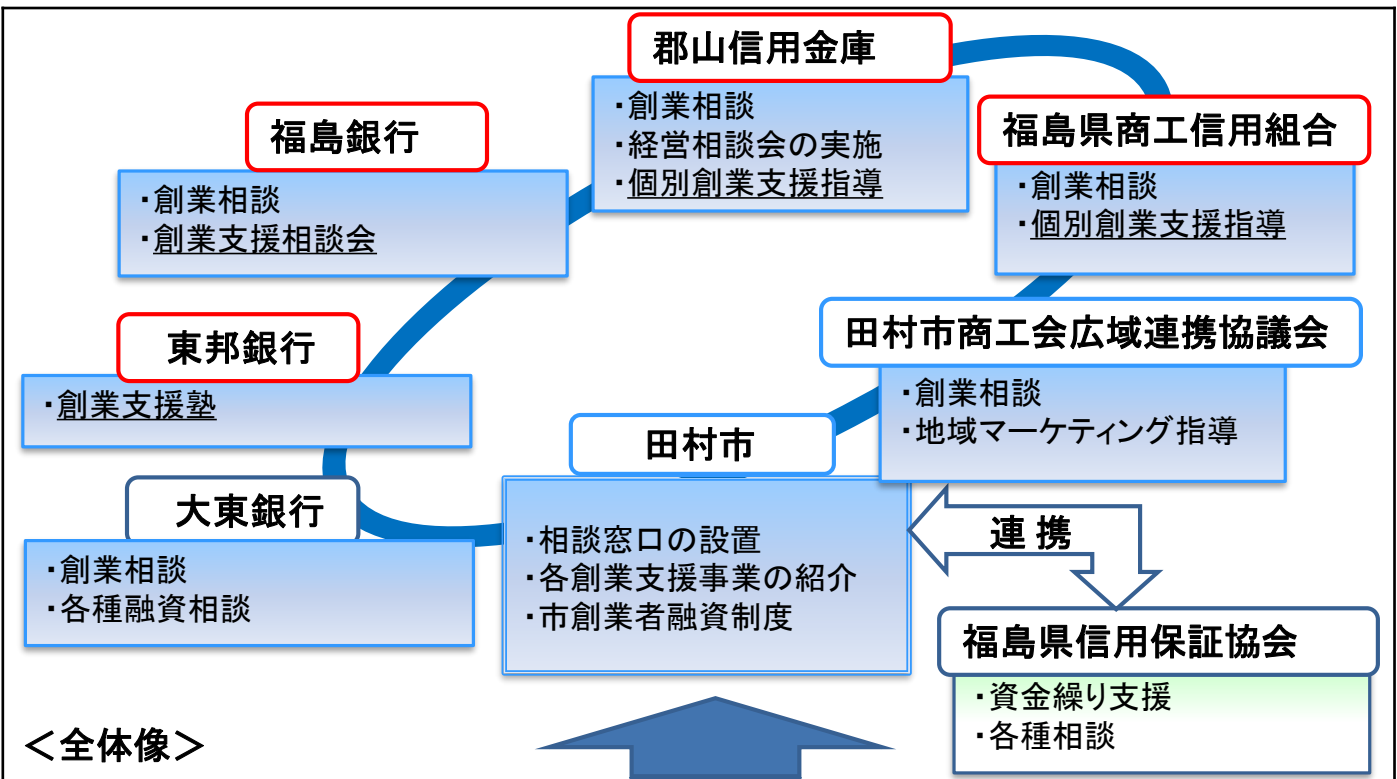 郡山信用金庫
・創業相談
・経営相談会の実施
・個別創業支援指導
福島県商工信用組合
・創業相談
・個別創業支援指導
福島銀行
・創業相談
・創業支援相談会
田村市商工会広域連携協議会
・創業相談
・地域マーケティング指導
東邦銀行
・創業支援塾
田村市
・相談窓口の設置
・各創業支援事業の紹介
・市創業者融資制度
大東銀行
・創業相談
・各種融資相談
連 携
福島県信用保証協会
・資金繰り支援
・各種相談
＜全体像＞